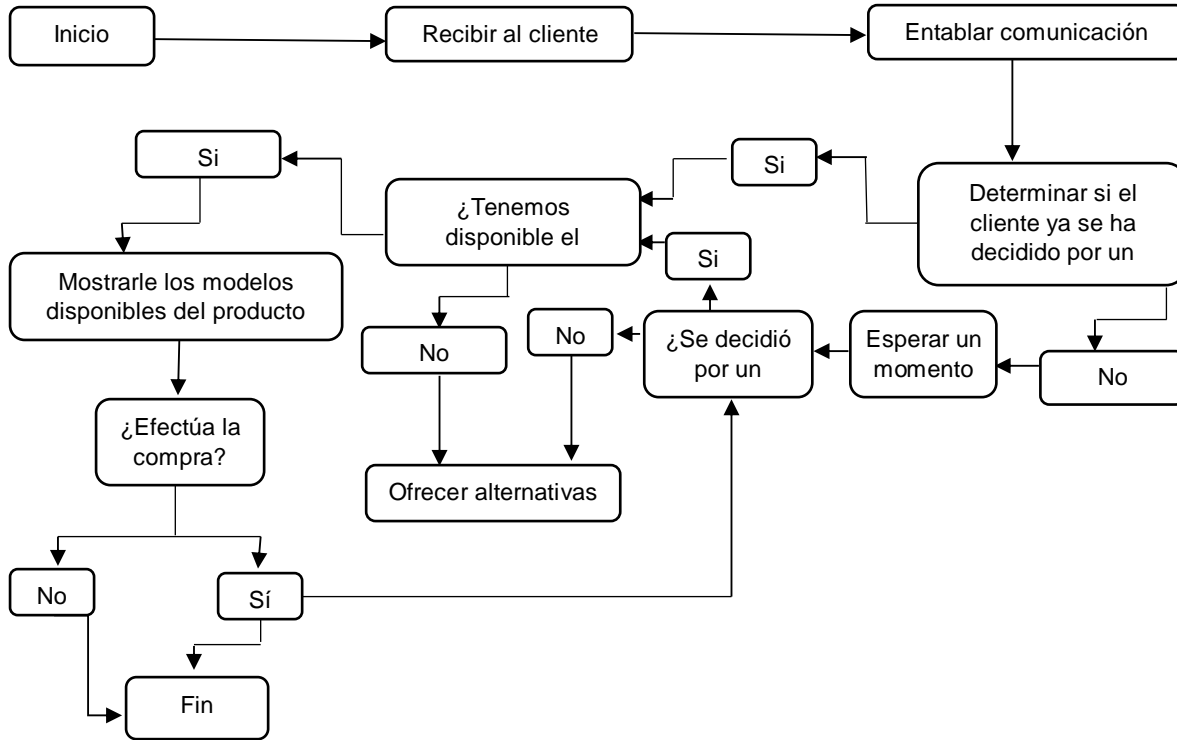 Inicio
Recibir al cliente
Entablar comunicación
Si
Si
Determinar si el
cliente ya se ha
decidido por un
¿Tenemos
disponible el
Si
Mostrarle los modelos
disponibles del producto
No
No
¿Se decidió
por un
Esperar un
momento
No
¿Efectúa la
compra?
Ofrecer alternativas
No
Sí
Fin